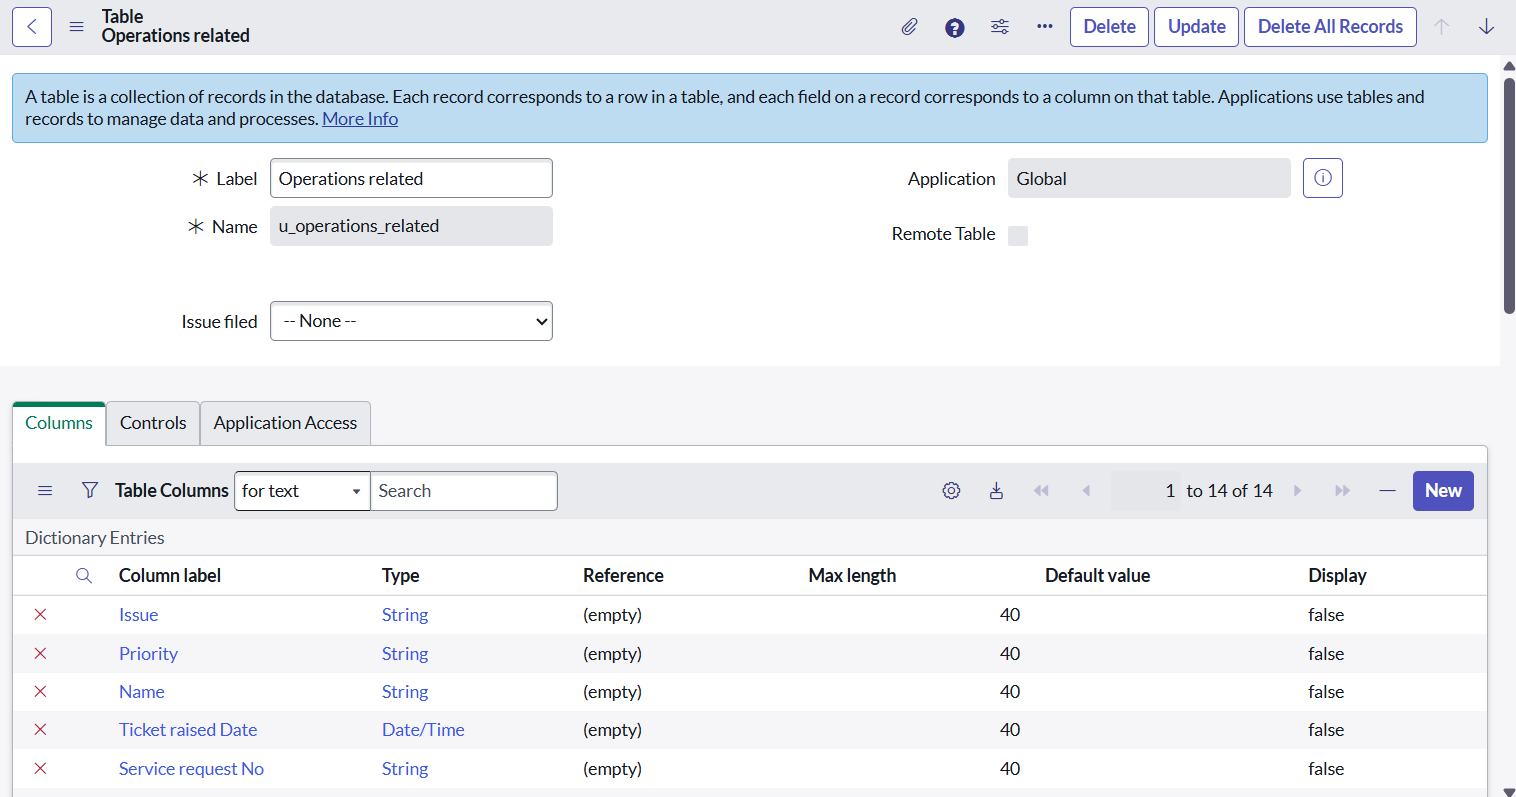 Table
Operations related
Delete
Update
Delete All Records
A table is a collection of records in the database. Each record corresponds to a row in a table, and each field on a record corresponds to a column on that table. Applications use tables and
records to manage data and processes. More Info
Label Operations related
Application Global
Name u_operations_related
Remote Table
Issue filed -- None --
Columns Controls Application Access
Table Columns for text Search 1 to 14 of 14 New
Dictionary Entries
Column label Type Reference Max length Default value Display
Issue String (empty) 40 false
Priority String (empty) 40 false
Name String (empty) 40 false
Ticket raised Date Date/Time (empty) 40 false
Service request No String (empty) 40 false